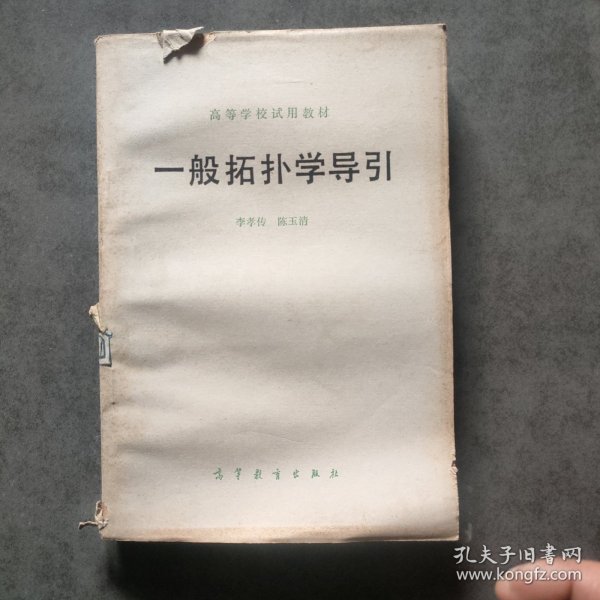 高等学校试用教材
一般拓扑学导引
李孝传 陈玉清
高等教育出版社
孔夫子旧书网
www.kongfz.com